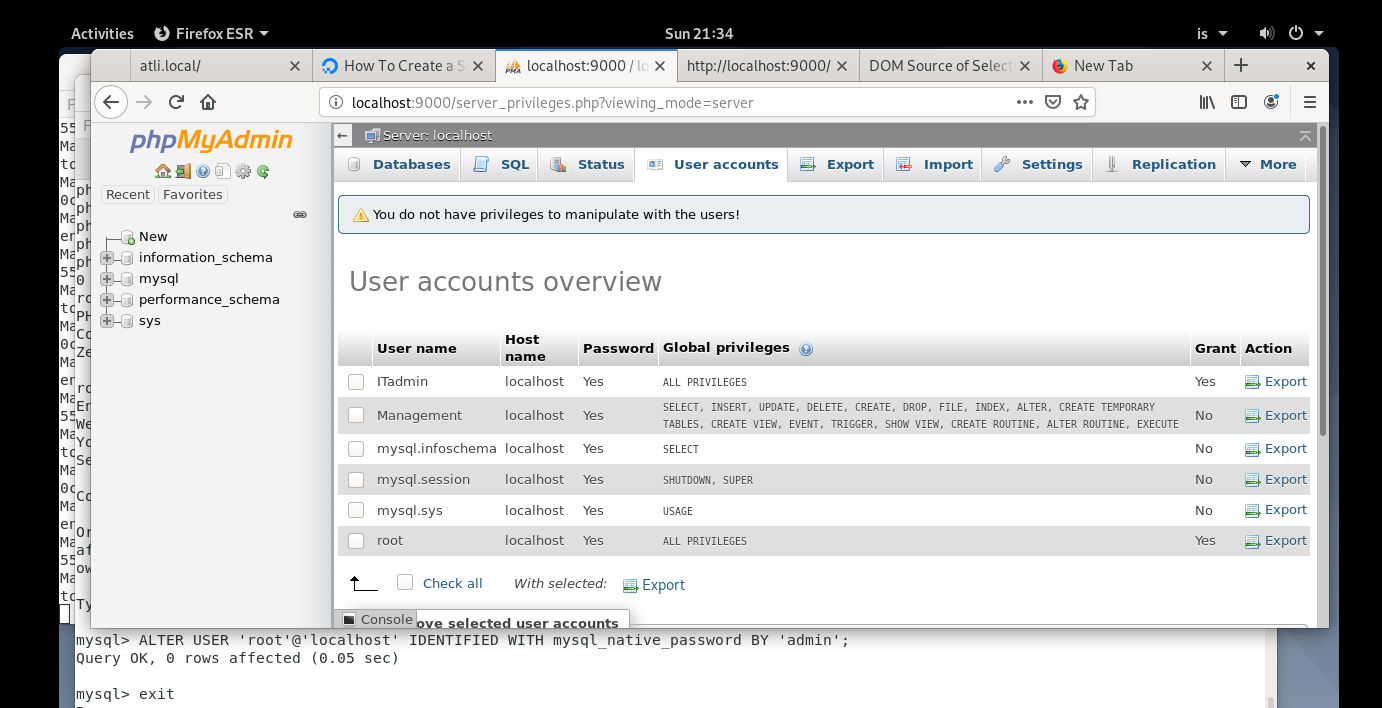 Activities Firefox ESR Sun 21:34 is
atli.local/ How To Create a S localhost:9000 / lo http://localhost:9000/ DOM Source of Select New Tab
localhost:9000/server_privileges.php?viewing_mode=server
phpMyAdmin
Recent Favorites
New
information_schema
mysql
performance_schema
sys
Server: localhost
Databases SQL Status User accounts Export Import Settings Replication More
You do not have privileges to manipulate with the users!
User accounts overview
User name Host name Password Global privileges Grant Action
ITadmin localhost Yes ALL PRIVILEGES Yes Export
Management localhost Yes SELECT, INSERT, UPDATE, DELETE, CREATE, DROP, FILE, INDEX, ALTER, CREATE TEMPORARY
TABLES, CREATE VIEW, EVENT, TRIGGER, SHOW VIEW, CREATE ROUTINE, ALTER ROUTINE, EXECUTE No Export
mysql.infoschema localhost Yes SELECT No Export
mysql.session localhost Yes SHUTDOWN, SUPER No Export
mysql.sys localhost Yes USAGE No Export
root localhost Yes ALL PRIVILEGES Yes Export
Check all With selected: Export
Console ove selected user accounts
mysql> ALTER USER 'root'@'localhost' IDENTIFIED WITH mysql_native_password BY 'admin';
Query OK, 0 rows affected (0.05 sec)
mysql> exit